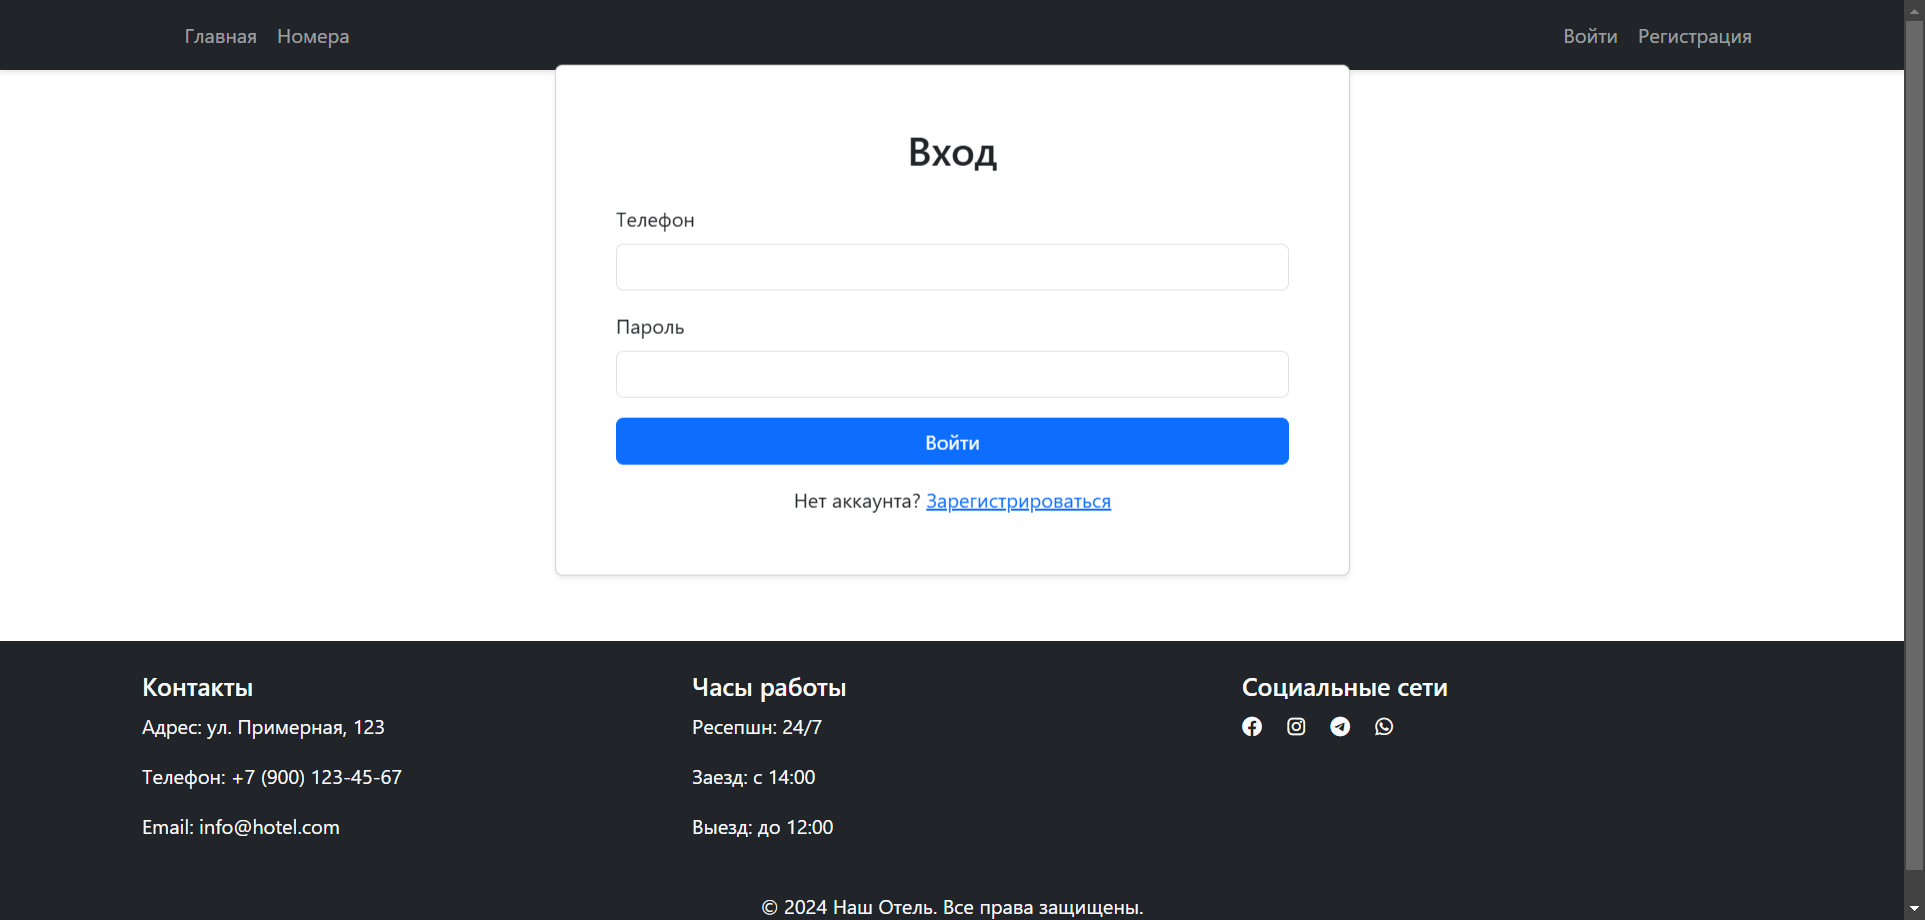 Главная Номера Войти Регистрация
Вход
Телефон
Пароль
Войти
Нет аккаунта? Зарегистрироваться
Контакты
Адрес: ул. Примерная, 123
Телефон: +7 (900) 123-45-67
Email: info@hotel.com
Часы работы
Ресепшн: 24/7
Заезд: с 14:00
Выезд: до 12:00
Социальные сети
© 2024 Наш Отель. Все права защищены.